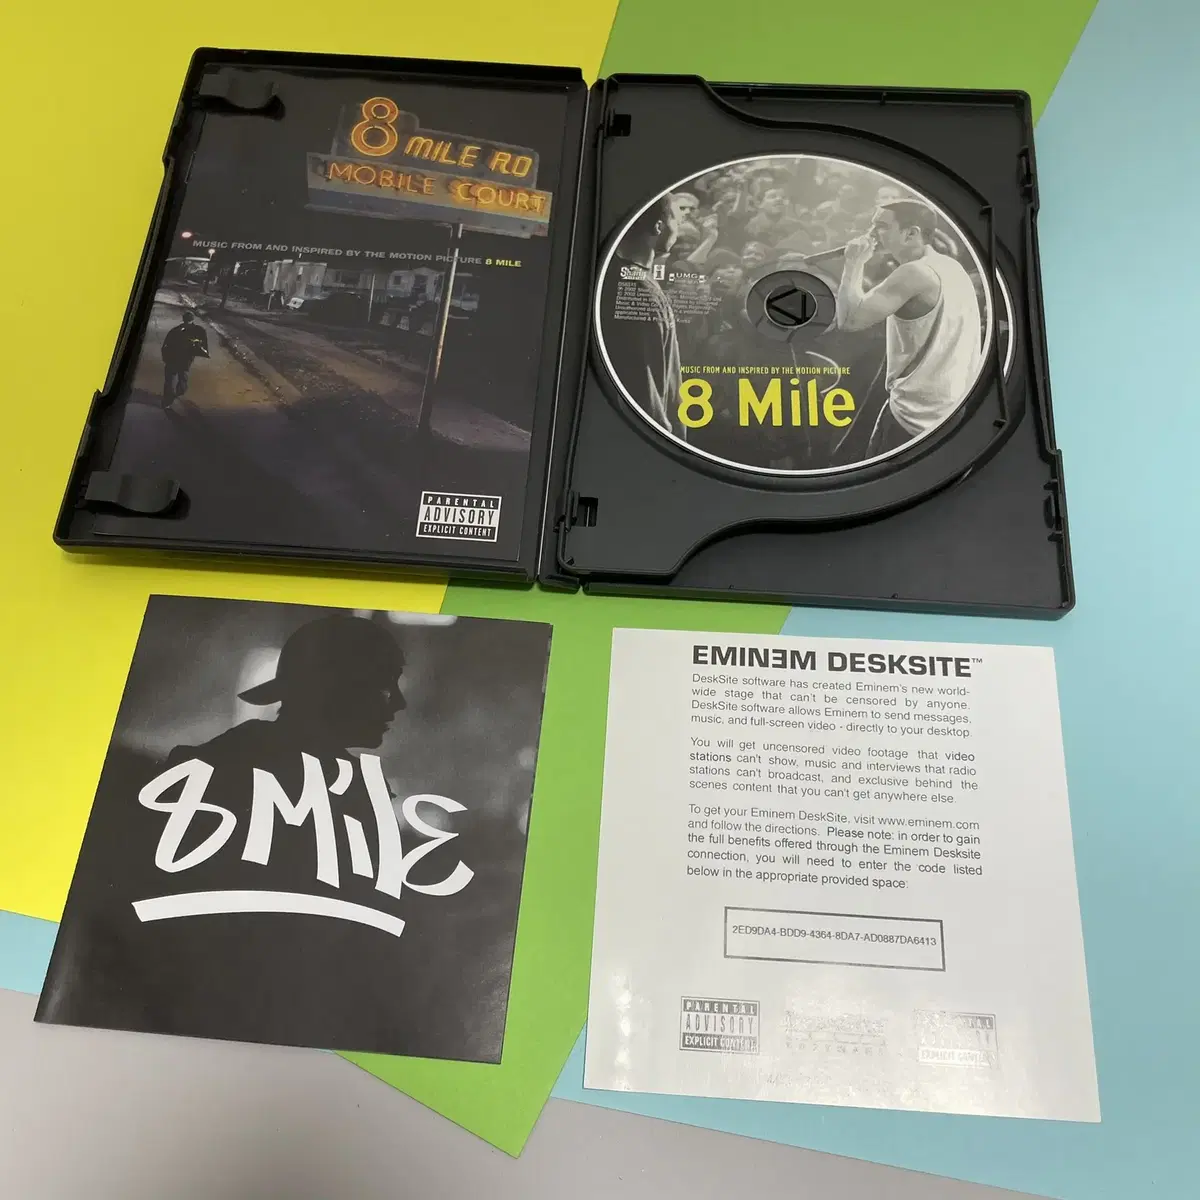 8 MILE RD
MOBILE COURT
MUSIC FROM AND INSPIRED BY THE MOTION PICTURE 8 MILE
PARENTAL
ADVISORY
EXPLICIT CONTENT
Shady
UMG
MUSIC FROM AND INSPIRED BY THE MOTION PICTURE
8 Mile
8 MilE
EMINƎM DESKSITE™
DeskSite software has created Eminem's new world-
wide stage that can't be censored by anyone.
DeskSite software allows Eminem to send messages,
music, and full-screen video - directly to your desktop.
You will get uncensored video footage that video
stations can't show, music and interviews that radio
stations can't broadcast, and exclusive behind the
scenes content that you can't get anywhere else.
To get your Eminem DeskSite, visit www.eminem.com
and follow the directions. Please note: in order to gain
the full benefits offered through the Eminem Desksite
connection, you will need to enter the code listed
below in the appropriate provided space:
2ED9DA4-BDD9-4364-8DA7-AD0887DA6413
PARENTAL
ADVISORY
EXPLICIT CONTENT